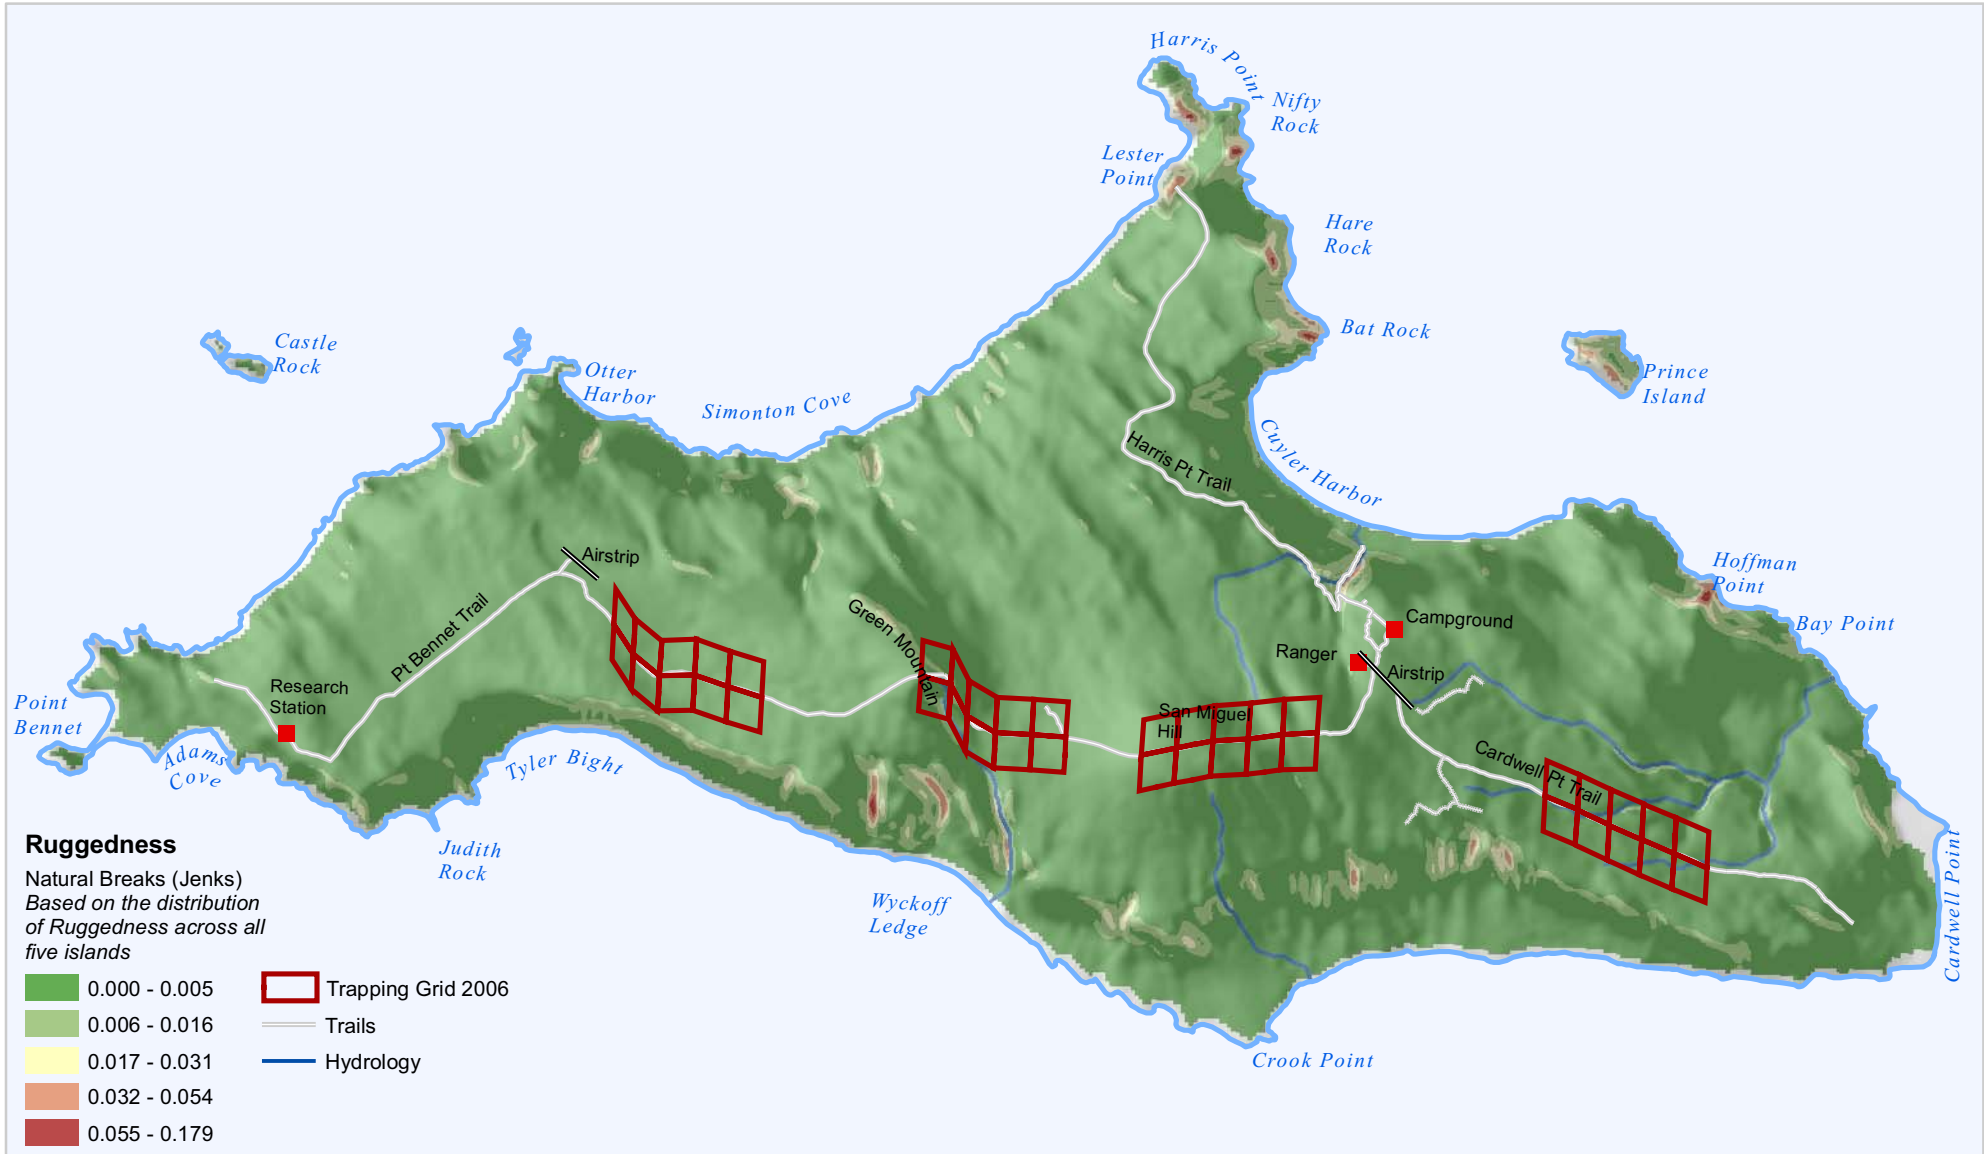 Harris Point
Nifty
Rock
Lester
Point
Hare
Rock
Bat Rock
Castle
Rock
Otter
Harbor
Simonton Cove
Prince
Island
Cuyler Harbor
Harris Pt Trail
Airstrip
Hoffman
Point
Bay Point
Pt Bennet Trail
Green Mountain
Campground
Ranger
Airstrip
Research
Station
Point
Bennet
Adams
Cove
Tyler Bight
San Miguel
Hill
Cardwell Pt Trail
Judith
Rock
Wyckoff
Ledge
Cardwell Point
Crook Point
Ruggedness
Natural Breaks (Jenks)
Based on the distribution
of Ruggedness across all
five islands
0.000 - 0.005
0.006 - 0.016
0.017 - 0.031
0.032 - 0.054
0.055 - 0.179
Trapping Grid 2006
Trails
Hydrology